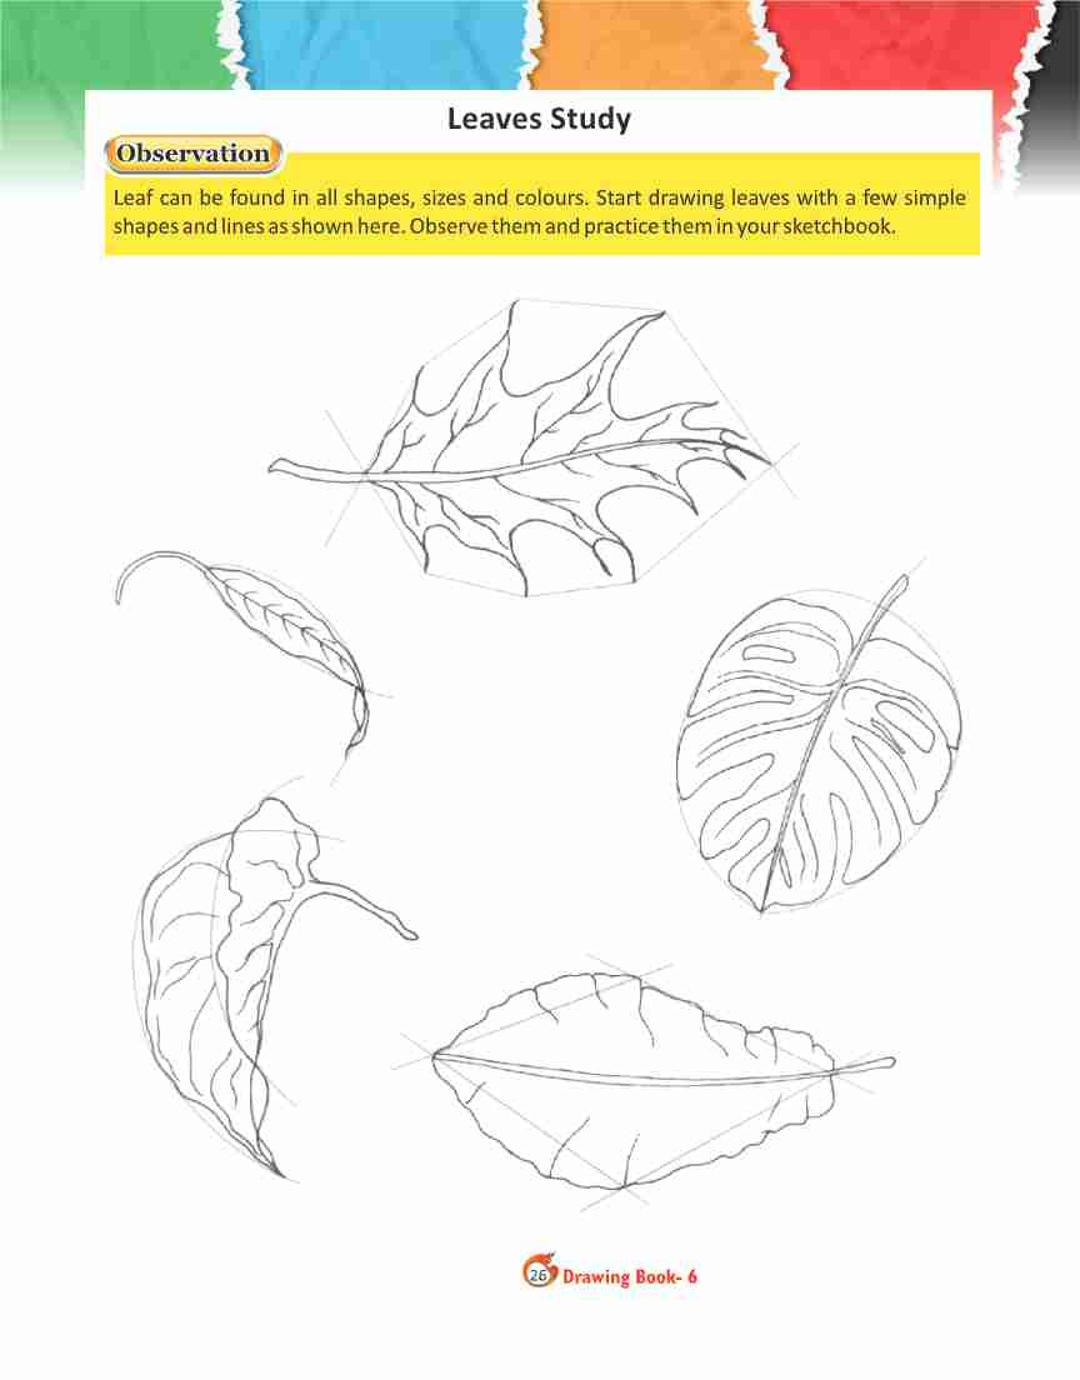 Leaves Study
Observation
Leaf can be found in all shapes, sizes and colours. Start drawing leaves with a few simple
shapes and lines as shown here. Observe them and practice them in your sketchbook.
26 Drawing Book- 6